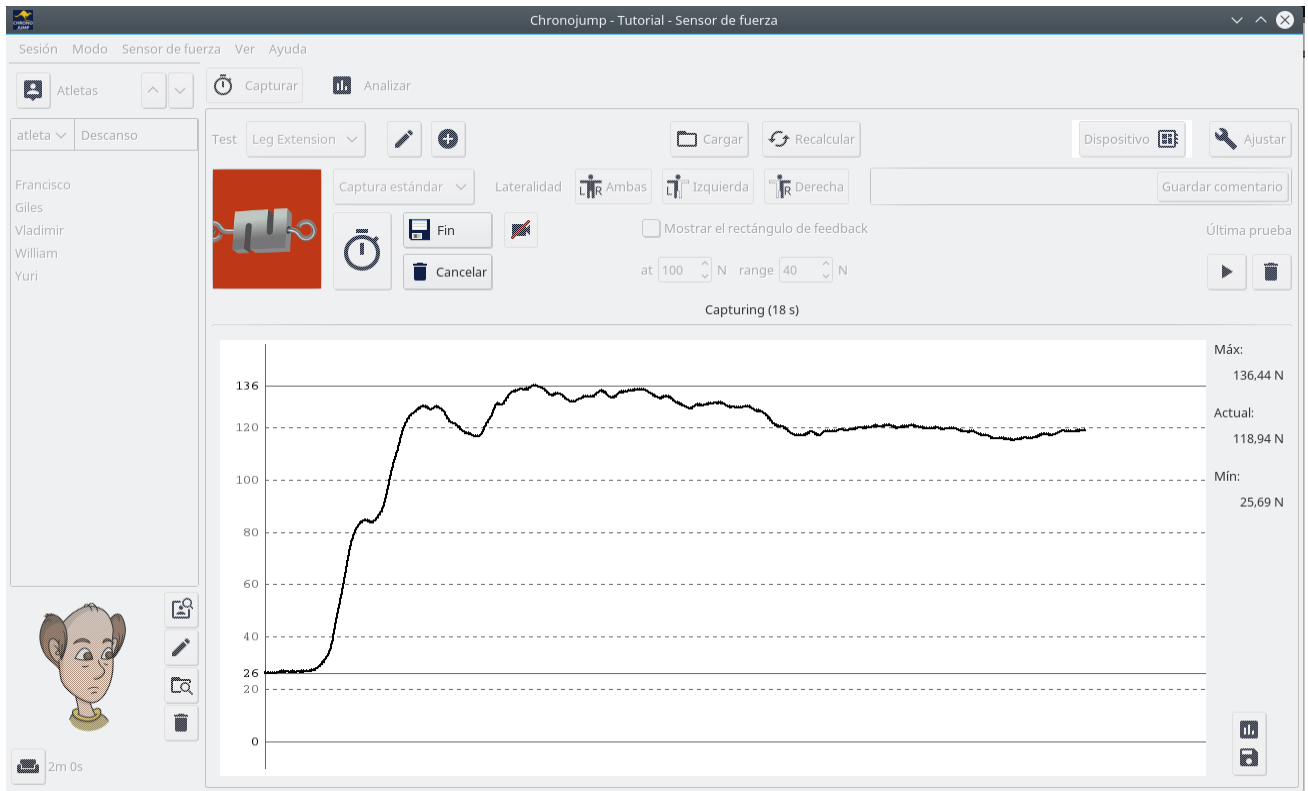 Chronojump - Tutorial - Sensor de fuerza
CHRONO
JUMP
Sesión Modo Sensor de fuerza Ver Ayuda
Atletas
Capturar Analizar
atleta Descanso
Francisco
Giles
Vladimir
William
Yuri
2m 0s
Test Leg Extension Cargar Recalcular Dispositivo Ajustar
Captura estándar Lateralidad L R Ambas L Izquierda R Derecha Guardar comentario
Fin Mostrar el rectángulo de feedback Última prueba
Cancelar at 100 N range 40 N
Capturing (18 s)
136
120
100
80
60
40
26
20
0
Máx:
136,44 N
Actual:
118,94 N
Mín:
25,69 N